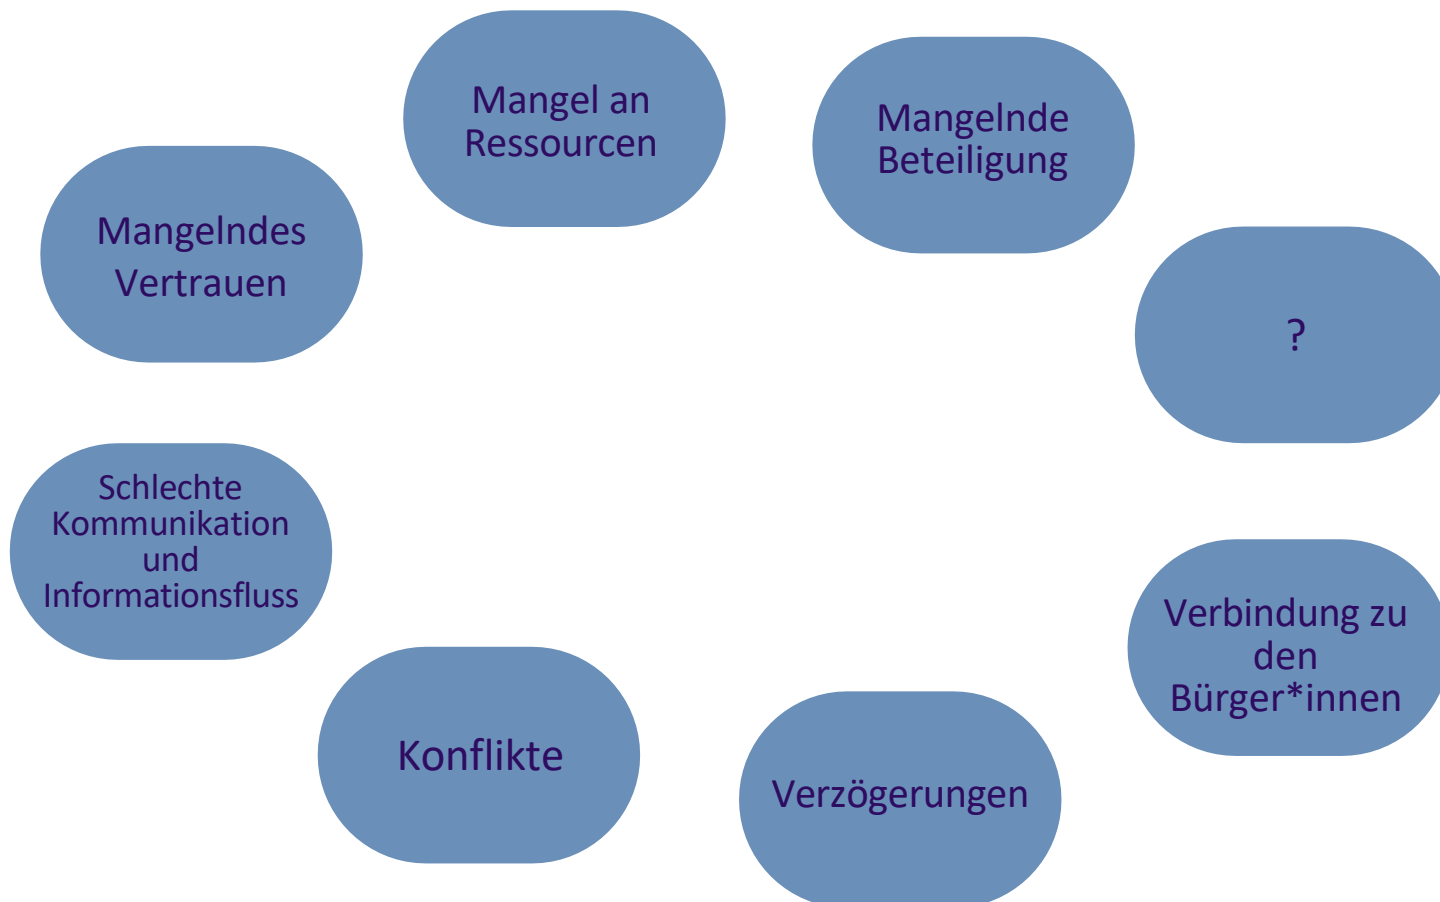 Mangel an
Ressourcen
Mangelnde
Beteiligung
Mangelndes
Vertrauen
?
Schlechte
Kommunikation
und
Informationsfluss
Verbindung zu
den
Bürger*innen
Konflikte
Verzögerungen